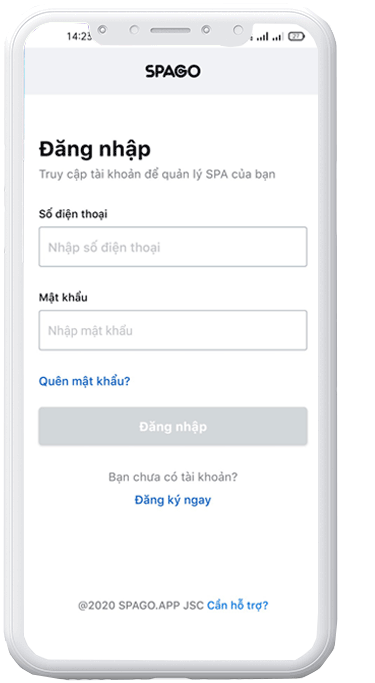 14:23
27
SPAGO
Đăng nhập
Truy cập tài khoản để quản lý SPA của bạn
Số điện thoại
Nhập số điện thoại
Mật khẩu
Nhập mật khẩu
Quên mật khẩu?
Đăng nhập
Bạn chưa có tài khoản?
Đăng ký ngay
@2020 SPAGO.APP JSC Cần hỗ trợ?